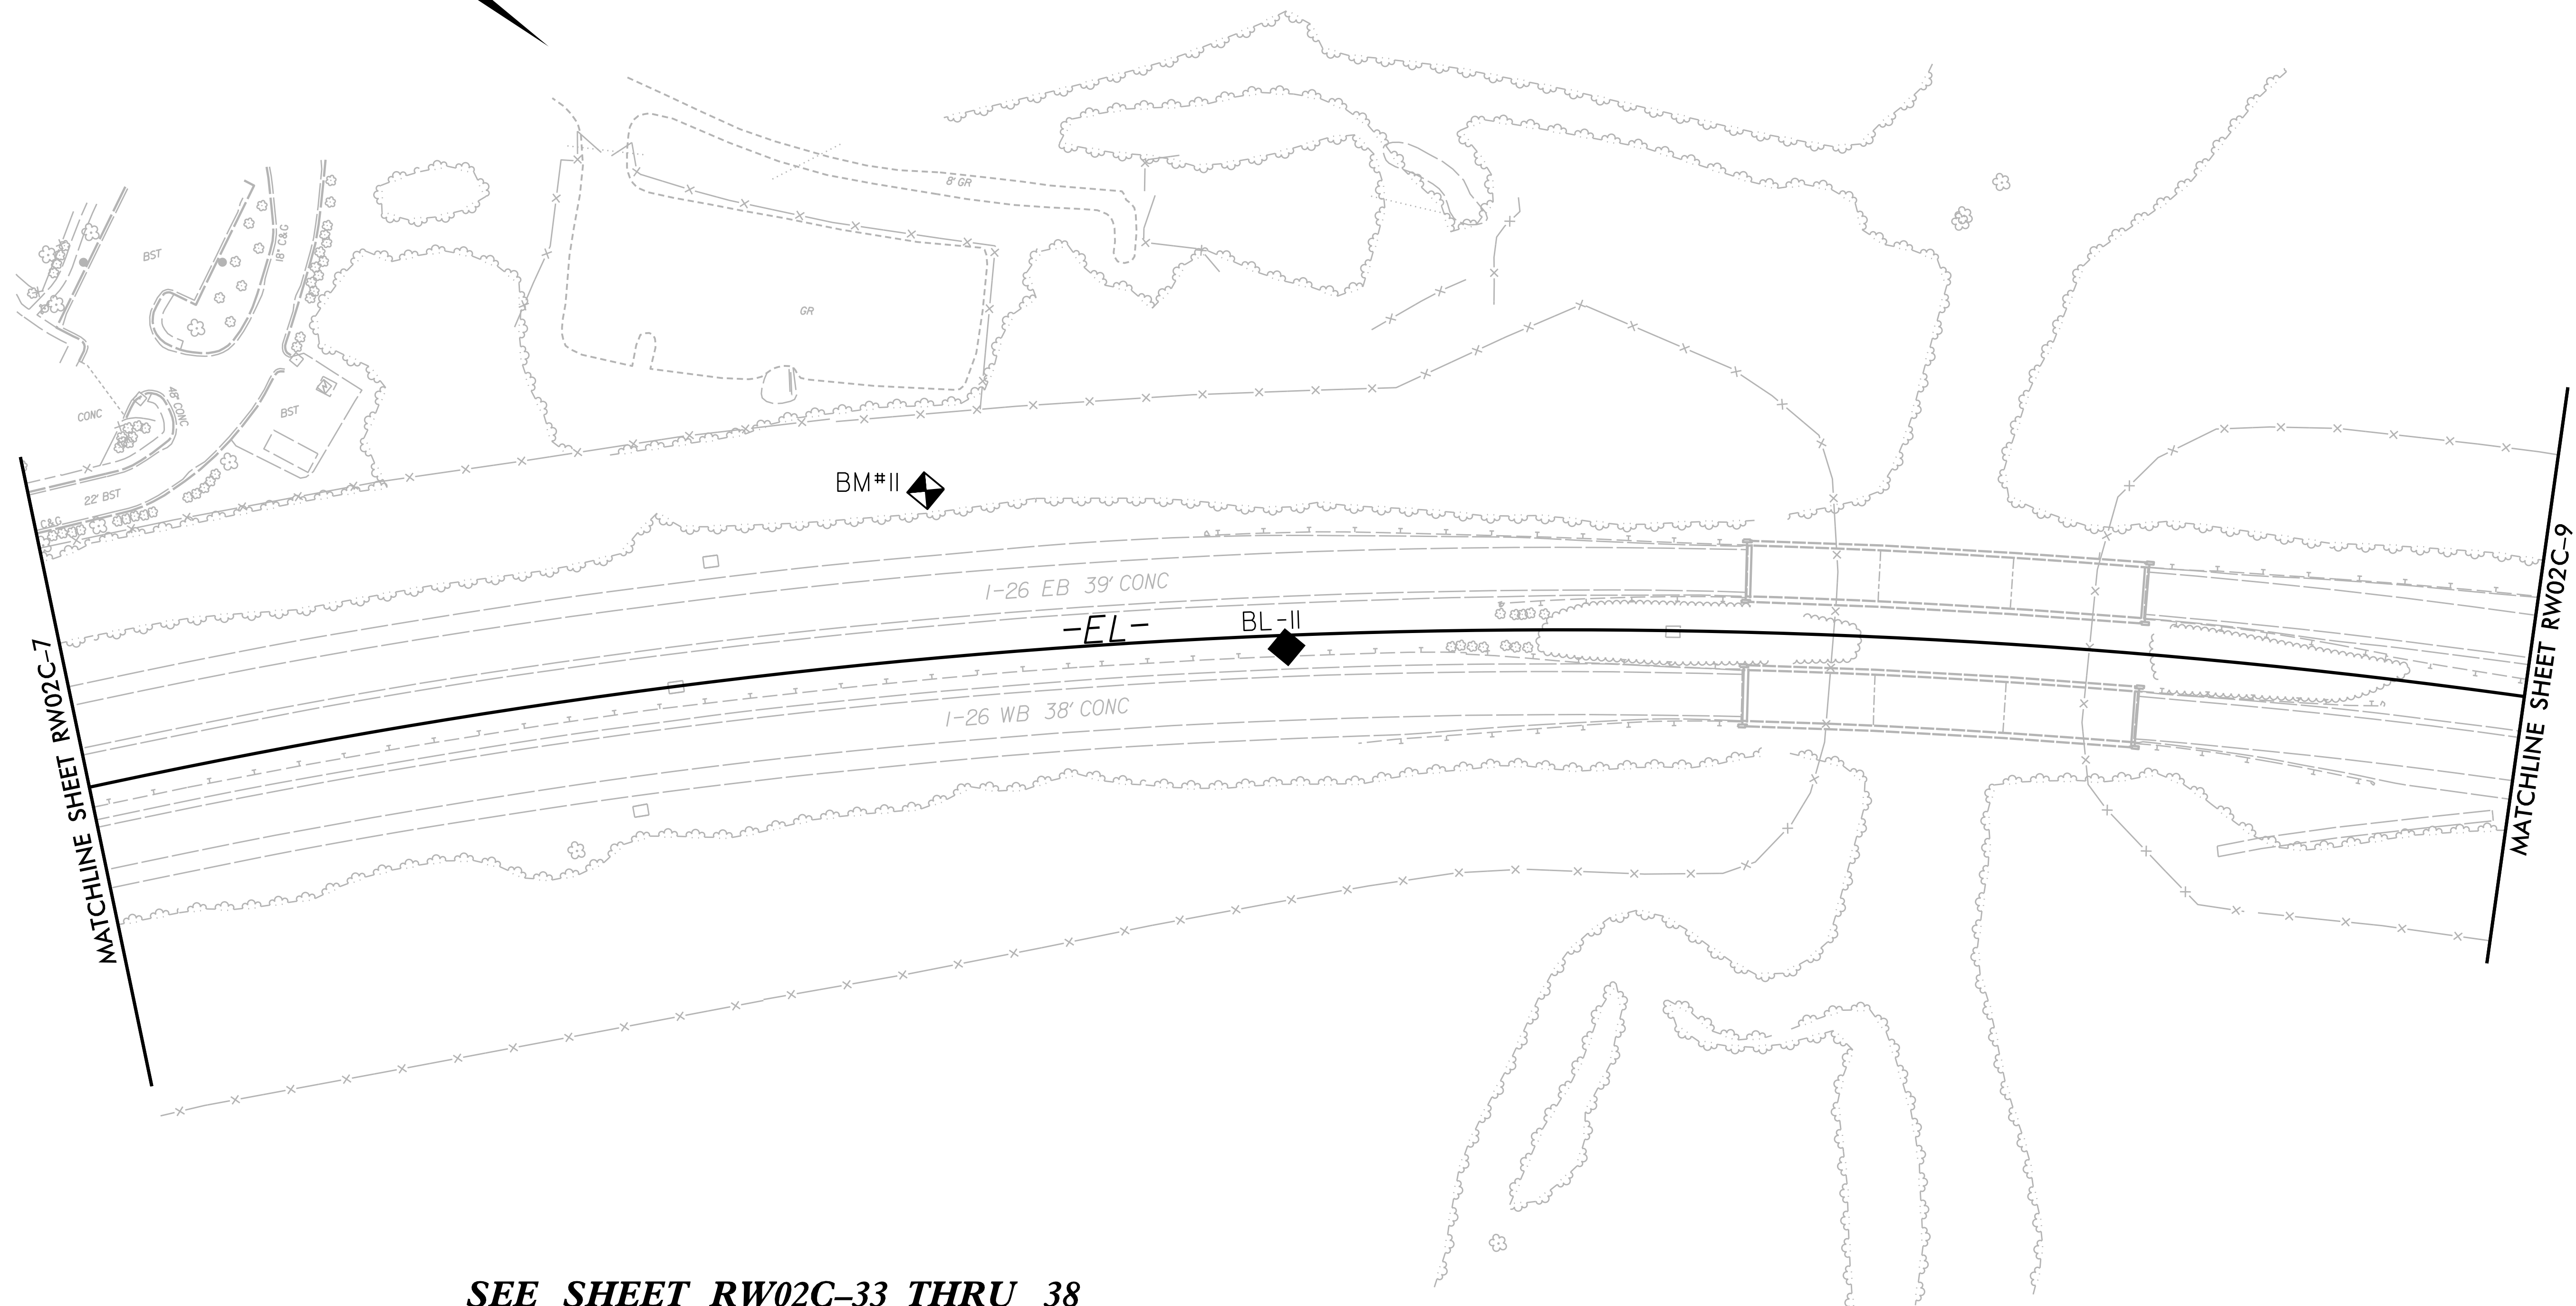 8' GR
18" C&G
BST
GR
48" CONC
CONC
BST
22' BST
C&G
BM#11
I-26 EB 39' CONC
-EL-
BL-11
I-26 WB 38' CONC
MATCHLINE SHEET RW02C-7
MATCHLINE SHEET RW02C-9
SEE SHEET RW02C-33 THRU 38